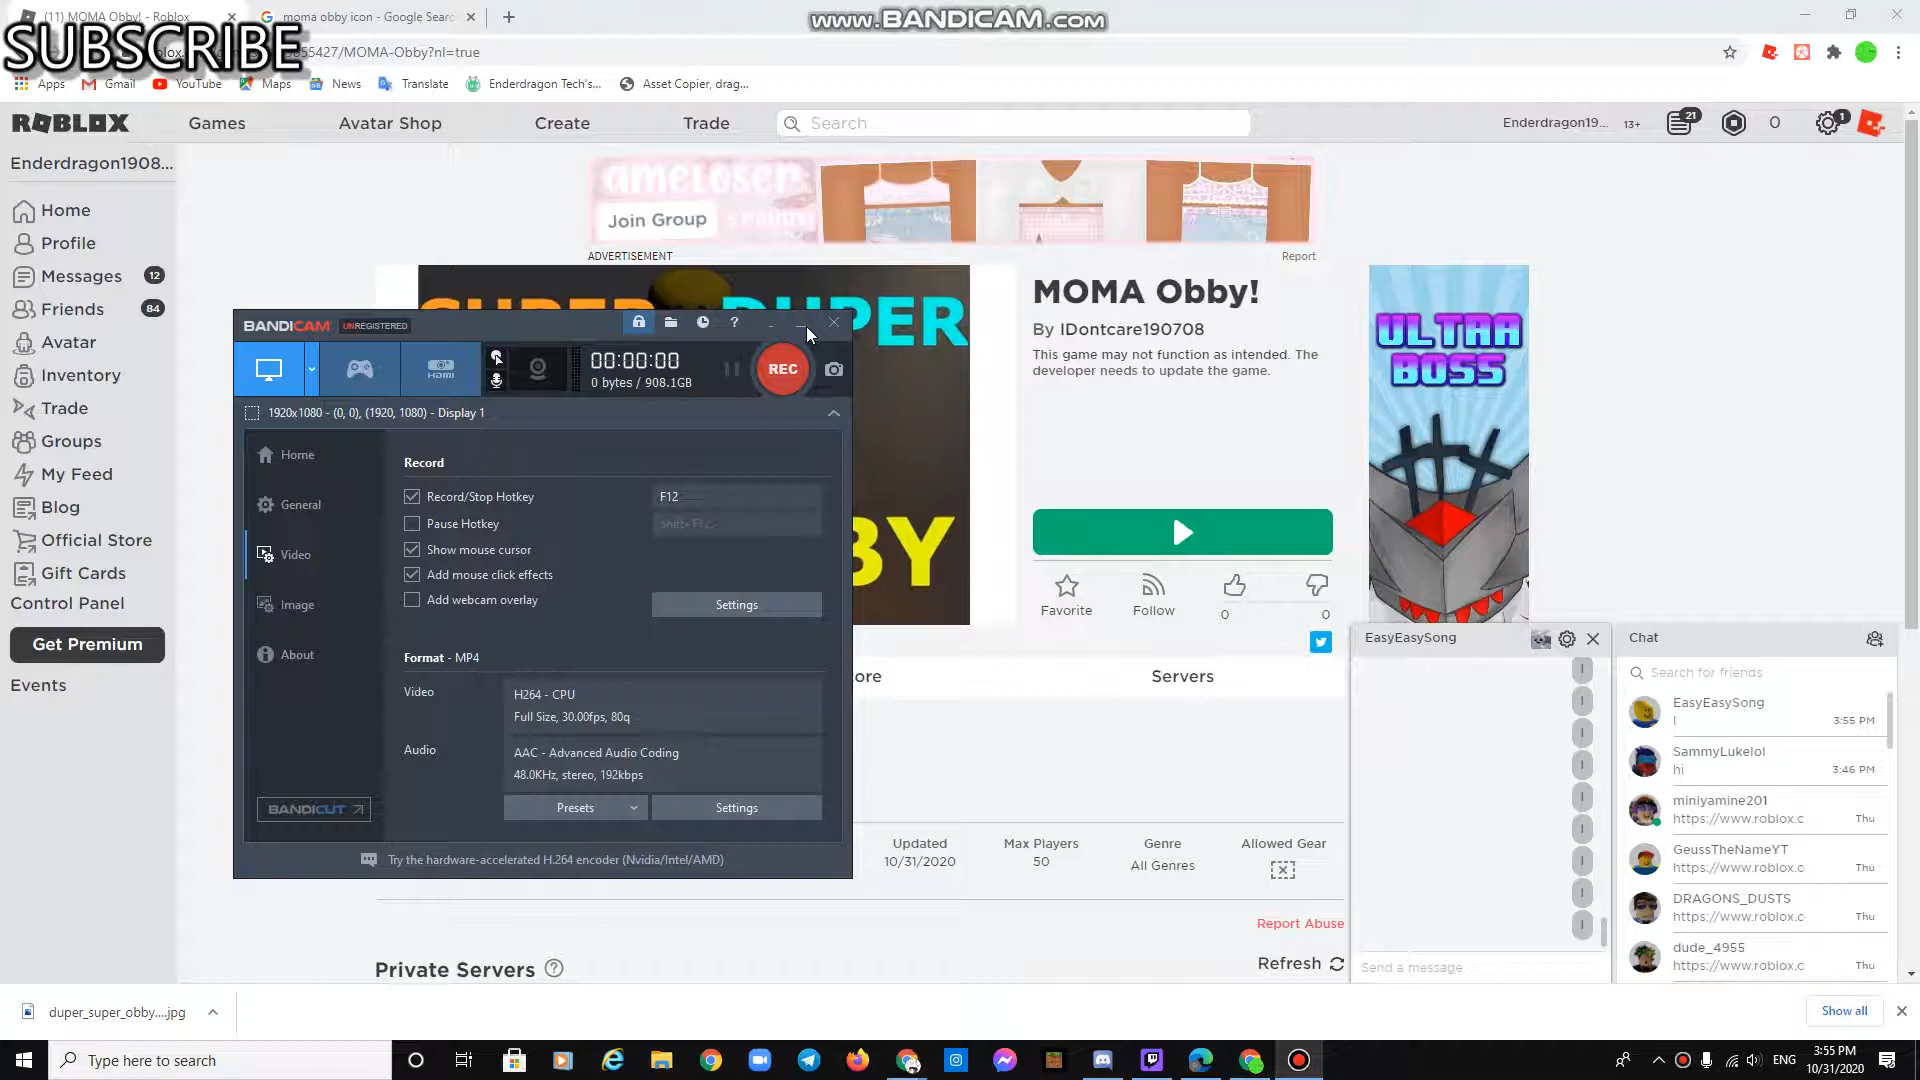 (11) MOMA Obby! - Roblox
moma obby icon - Google Sear
www.BANDICAM.com
SUBSCRIBE
355427/MOMA-Obby?nl=true
Apps
Gmail
YouTube
Maps
News
Translate
Enderdragon Tech's...
Asset Copier, drag...
ROBLOX
Games
Avatar Shop
Create
Trade
Search
Enderdragon19...
13+
21
0
1
Enderdragon1908...
Home
Profile
Messages
12
Friends
84
Avatar
Inventory
Trade
Groups
My Feed
Blog
Official Store
Gift Cards
Control Panel
Get Premium
Events
ameloser
Join Group
ADVERTISEMENT
Report
MOMA Obby!
By IDontcare190708
This game may not function as intended. The
developer needs to update the game.
Favorite
Follow
0
0
ULTRA
BOSS
BANDICAM
UNREGISTERED
?
HDMI
00:00:00
0 bytes / 908.1GB
REC
1920x1080 - (0, 0), (1920, 1080) - Display 1
Home
General
Video
Image
About
BANDICUT
Record
Record/Stop Hotkey
F12
Pause Hotkey
Shift+F12
Show mouse cursor
Add mouse click effects
Add webcam overlay
Settings
Format - MP4
Video
H264 - CPU
Full Size, 30.00fps, 80q
Audio
AAC - Advanced Audio Coding
48.0KHz, stereo, 192kbps
Presets
Settings
Try the hardware-accelerated H.264 encoder (Nvidia/Intel/AMD)
ore
Servers
Updated
10/31/2020
Max Players
50
Genre
All Genres
Allowed Gear
Report Abuse
Private Servers
Refresh
EasyEasySong
Send a message
Chat
Search for friends
EasyEasySong
l
3:55 PM
SammyLukelol
hi
3:46 PM
miniyamine201
https://www.roblox.c
Thu
GeussTheNameYT
https://www.roblox.c
Thu
DRAGONS_DUSTS
https://www.roblox.c
Thu
dude_4955
https://www.roblox.c
Thu
duper_super_obby....jpg
Show all
Type here to search
ENG
3:55 PM
10/31/2020